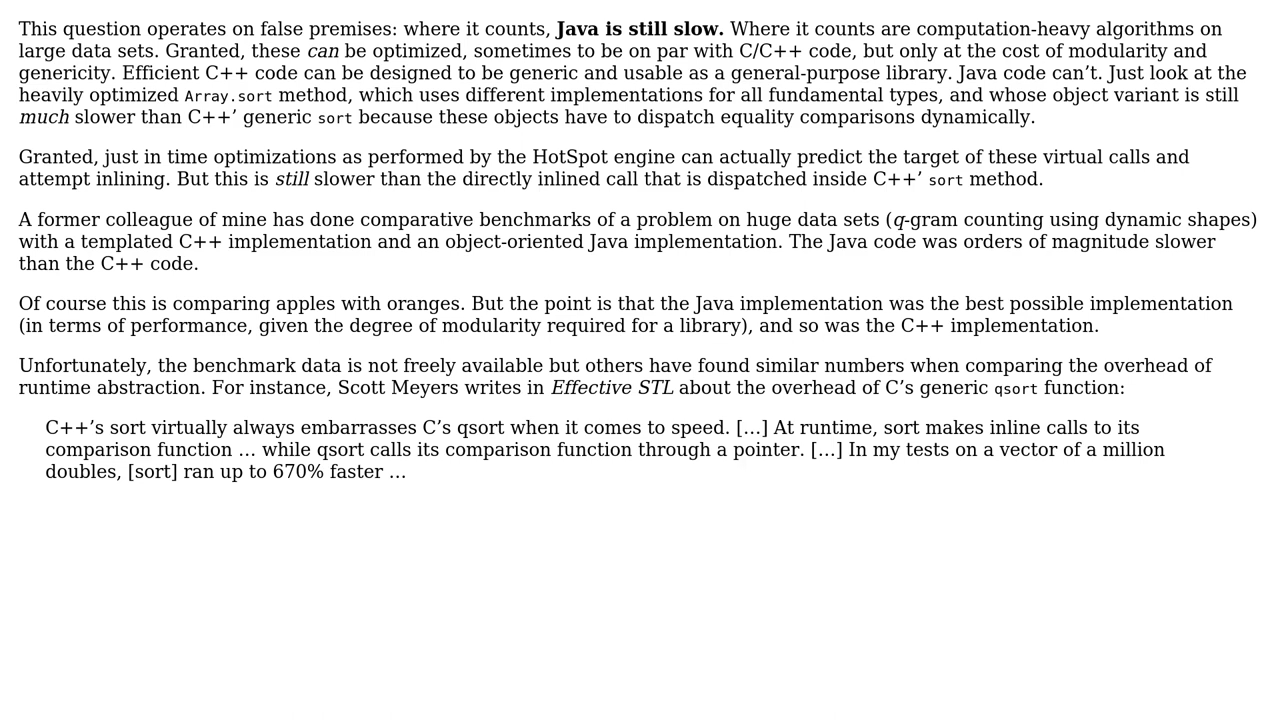 This question operates on false premises: where it counts, Java is still slow. Where it counts are computation-heavy algorithms on
large data sets. Granted, these can be optimized, sometimes to be on par with C/C++ code, but only at the cost of modularity and
genericity. Efficient C++ code can be designed to be generic and usable as a general-purpose library. Java code can’t. Just look at the
heavily optimized Array.sort method, which uses different implementations for all fundamental types, and whose object variant is still
much slower than C++’ generic sort because these objects have to dispatch equality comparisons dynamically.
Granted, just in time optimizations as performed by the HotSpot engine can actually predict the target of these virtual calls and
attempt inlining. But this is still slower than the directly inlined call that is dispatched inside C++’ sort method.
A former colleague of mine has done comparative benchmarks of a problem on huge data sets (q-gram counting using dynamic shapes)
with a templated C++ implementation and an object-oriented Java implementation. The Java code was orders of magnitude slower
than the C++ code.
Of course this is comparing apples with oranges. But the point is that the Java implementation was the best possible implementation
(in terms of performance, given the degree of modularity required for a library), and so was the C++ implementation.
Unfortunately, the benchmark data is not freely available but others have found similar numbers when comparing the overhead of
runtime abstraction. For instance, Scott Meyers writes in Effective STL about the overhead of C’s generic qsort function:
C++’s sort virtually always embarrasses C’s qsort when it comes to speed. […] At runtime, sort makes inline calls to its
comparison function … while qsort calls its comparison function through a pointer. […] In my tests on a vector of a million
doubles, [sort] ran up to 670% faster …